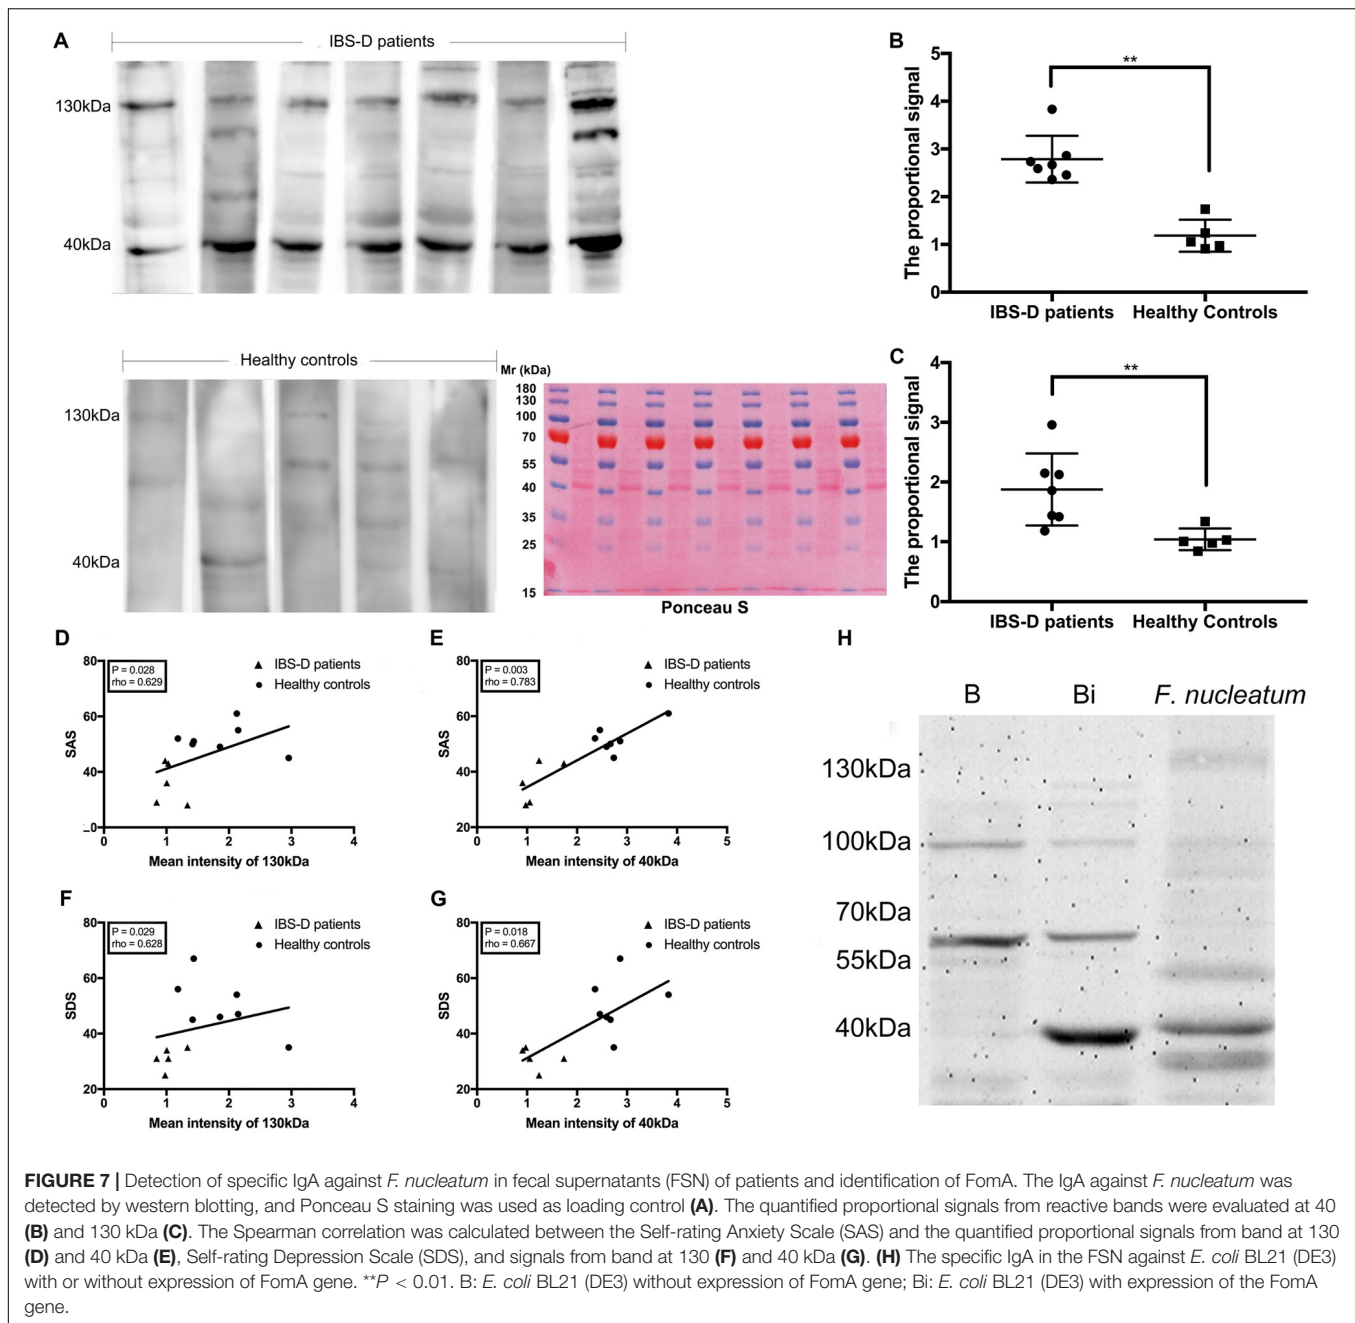 A
IBS-D patients
130kDa
40kDa
Healthy controls
130kDa
40kDa
Mr (kDa)
180
130
100
70
55
40
35
25
15
Ponceau S
B
The proportional signal
5
4
3
2
1
0
**
IBS-D patients Healthy Controls
C
The proportional signal
4
3
2
1
0
**
IBS-D patients Healthy Controls
D
P = 0.028
rho = 0.629
IBS-D patients
Healthy controls
SAS
80
60
40
0 1 2 3 4
Mean intensity of 130kDa
E
P = 0.003
rho = 0.783
IBS-D patients
Healthy controls
SAS
80
60
40
20
0 1 2 3 4 5
Mean intensity of 40kDa
F
P = 0.029
rho = 0.628
IBS-D patients
Healthy controls
SDS
80
60
40
20
0 1 2 3 4
Mean intensity of 130kDa
G
P = 0.018
rho = 0.667
IBS-D patients
Healthy controls
SDS
80
60
40
20
0 1 2 3 4 5
Mean intensity of 40kDa
H
B Bi F. nucleatum
130kDa
100kDa
70kDa
55kDa
40kDa
FIGURE 7 | Detection of specific IgA against F. nucleatum in fecal supernatants (FSN) of patients and identification of FomA. The IgA against F. nucleatum was
detected by western blotting, and Ponceau S staining was used as loading control (A). The quantified proportional signals from reactive bands were evaluated at 40
(B) and 130 kDa (C). The Spearman correlation was calculated between the Self-rating Anxiety Scale (SAS) and the quantified proportional signals from band at 130
(D) and 40 kDa (E), Self-rating Depression Scale (SDS), and signals from band at 130 (F) and 40 kDa (G). (H) The specific IgA in the FSN against E. coli BL21 (DE3)
with or without expression of FomA gene. **P < 0.01. B: E. coli BL21 (DE3) without expression of FomA gene; Bi: E. coli BL21 (DE3) with expression of the FomA
gene.